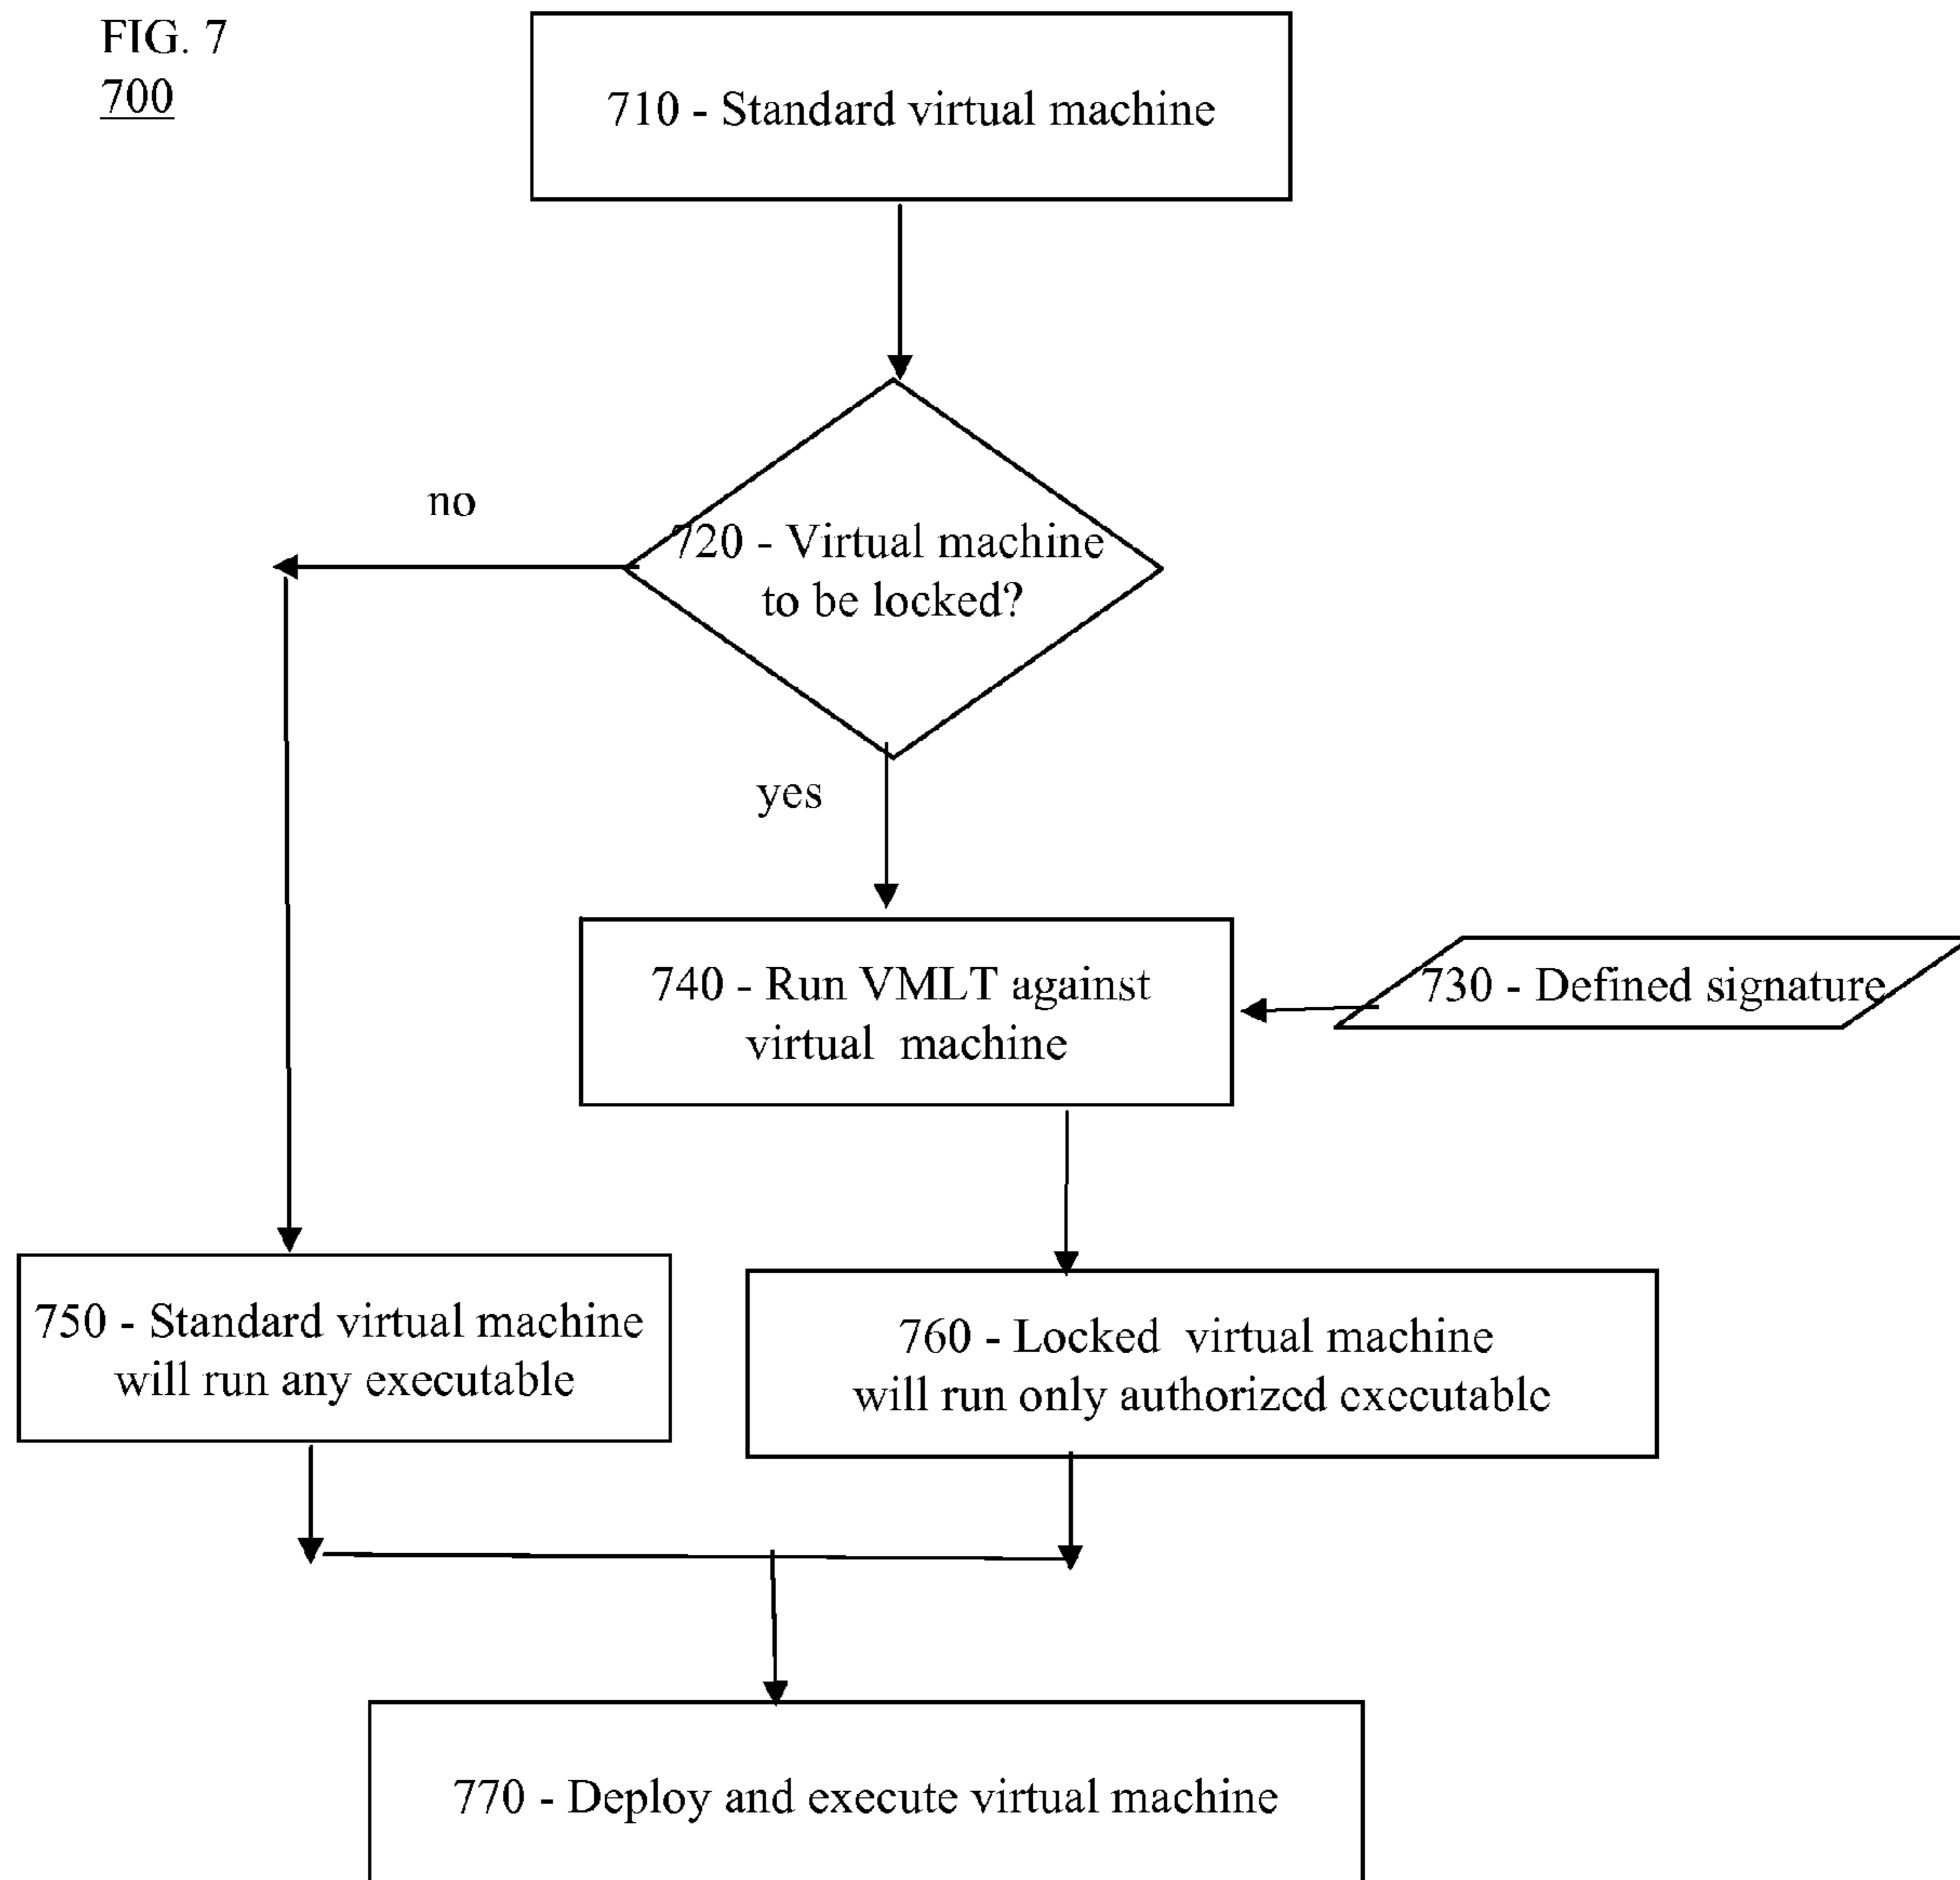 FIG. 7
700
710 - Standard virtual machine
no
720 - Virtual machine
to be locked?
yes
740 - Run VMLT against
virtual machine
730 - Defined signature
750 - Standard virtual machine
will run any executable
760 - Locked virtual machine
will run only authorized executable
770 - Deploy and execute virtual machine